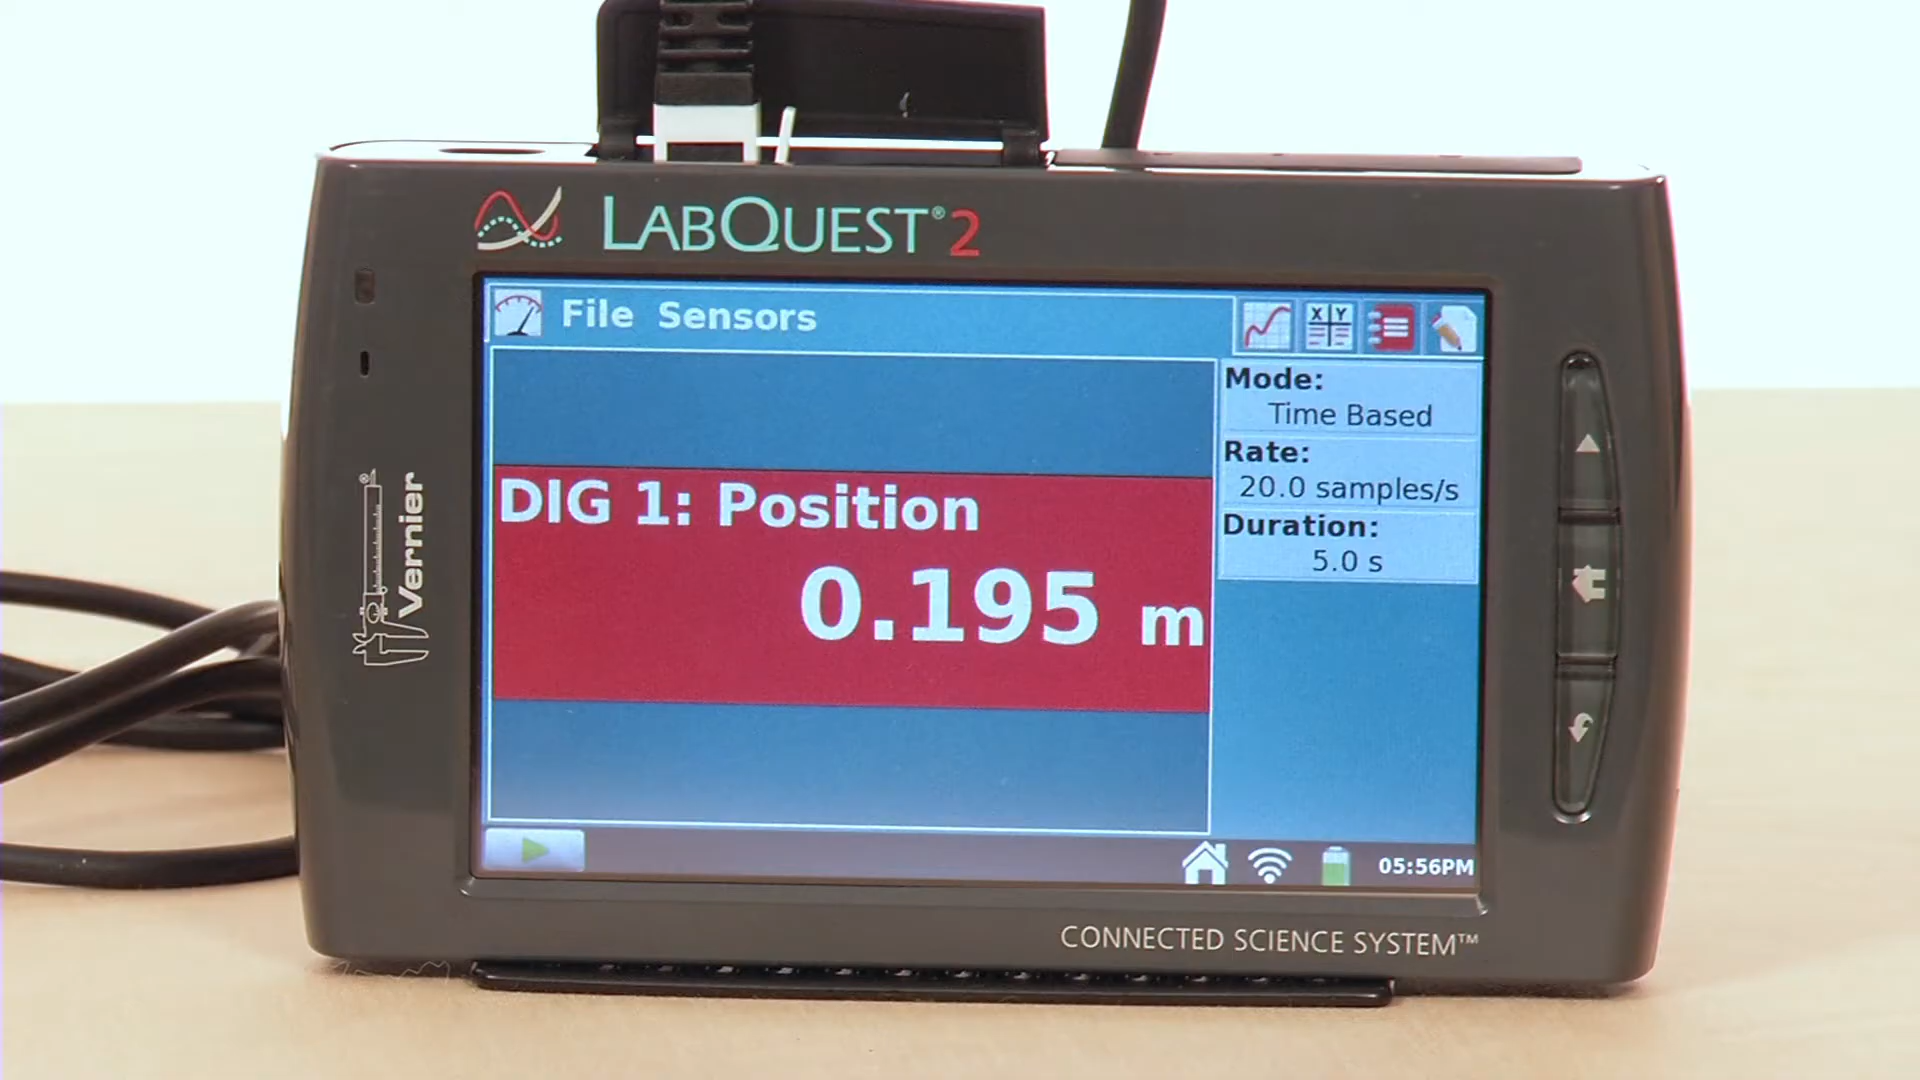 LABQUEST® 2
File Sensors
X Y
Mode:
Time Based
Rate:
20.0 samples/s
Duration:
5.0 s
DIG 1: Position
0.195 m
05:56PM
Vernier®
CONNECTED SCIENCE SYSTEM™